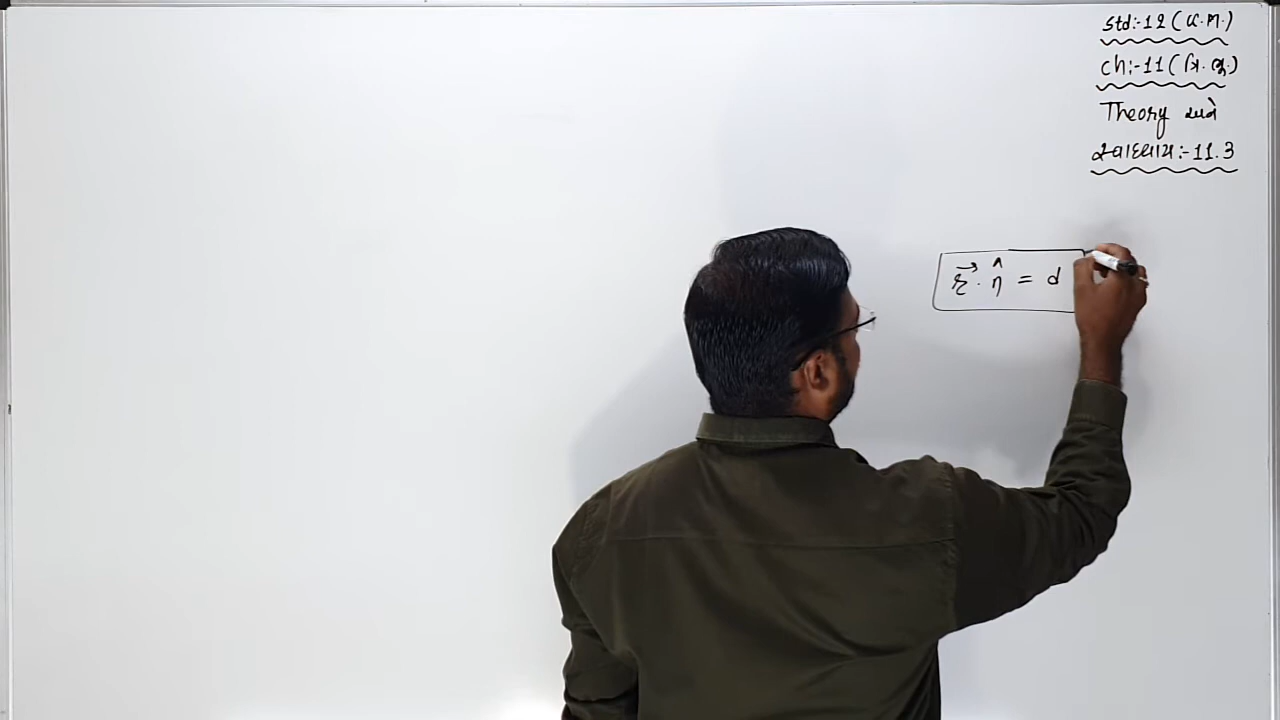 Std:-12 (ધ.મ.)
Ch:-11 (ત્રિ.ભૂ.)
Theory અને
સ્વાધ્યાય:-11.3
r⃗ · n̂ = d